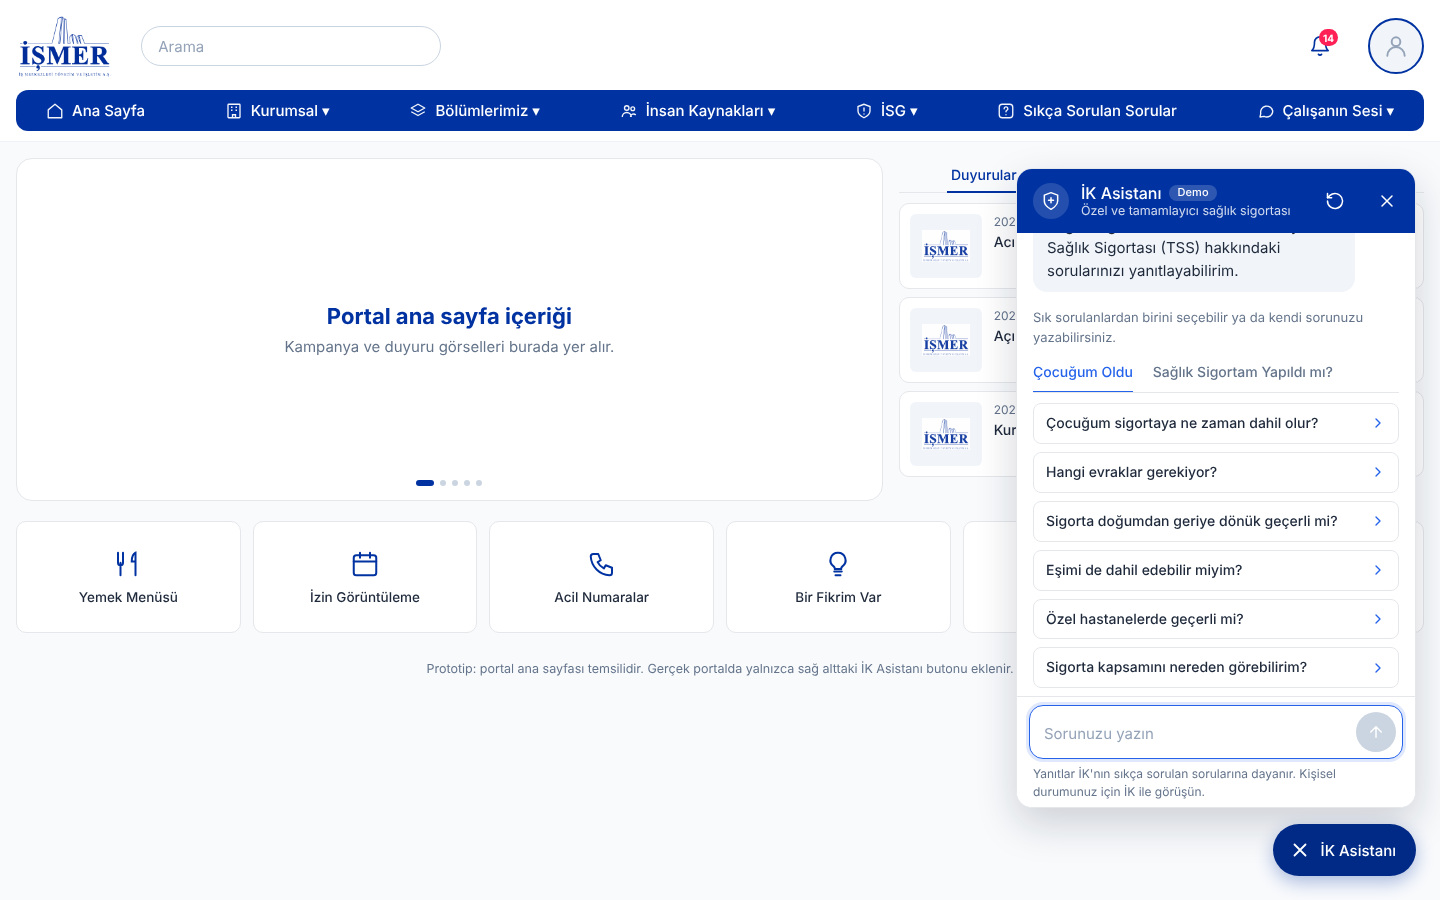 İŞMER
Arama
14
Ana Sayfa
Kurumsal ▾
Bölümlerimiz ▾
İnsan Kaynakları ▾
İSG ▾
Sıkça Sorulan Sorular
Çalışanın Sesi ▾
Portal ana sayfa içeriği
Kampanya ve duyuru görselleri burada yer alır.
Duyurular
İŞMER
202
Acı
İŞMER
202
Açı
İŞMER
202
Kur
Yemek Menüsü
İzin Görüntüleme
Acil Numaralar
Bir Fikrim Var
Prototip: portal ana sayfası temsilidir. Gerçek portalda yalnızca sağ alttaki İK Asistanı butonu eklenir.
İK Asistanı Demo
Özel ve tamamlayıcı sağlık sigortası
Sağlık Sigortası (TSS) hakkındaki
sorularınızı yanıtlayabilirim.
Sık sorulanlardan birini seçebilir ya da kendi sorunuzu
yazabilirsiniz.
Çocuğum Oldu
Sağlık Sigortam Yapıldı mı?
Çocuğum sigortaya ne zaman dahil olur?
Hangi evraklar gerekiyor?
Sigorta doğumdan geriye dönük geçerli mi?
Eşimi de dahil edebilir miyim?
Özel hastanelerde geçerli mi?
Sigorta kapsamını nereden görebilirim?
Sorunuzu yazın
Yanıtlar İK'nın sıkça sorulan sorularına dayanır. Kişisel
durumunuz için İK ile görüşün.
İK Asistanı